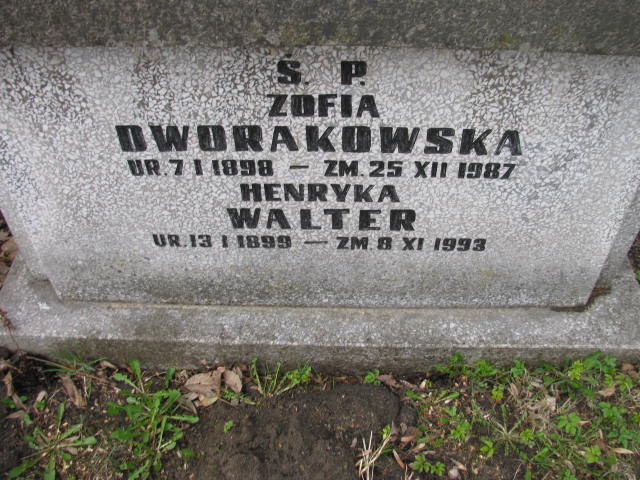 Ś. P.
ZOFIA
DWORAKOWSKA
UR. 7 I 1898 — ZM. 25 XII 1987
HENRYKA
WALTER
UR. 13 I 1899 — ZM 8 XI 1993